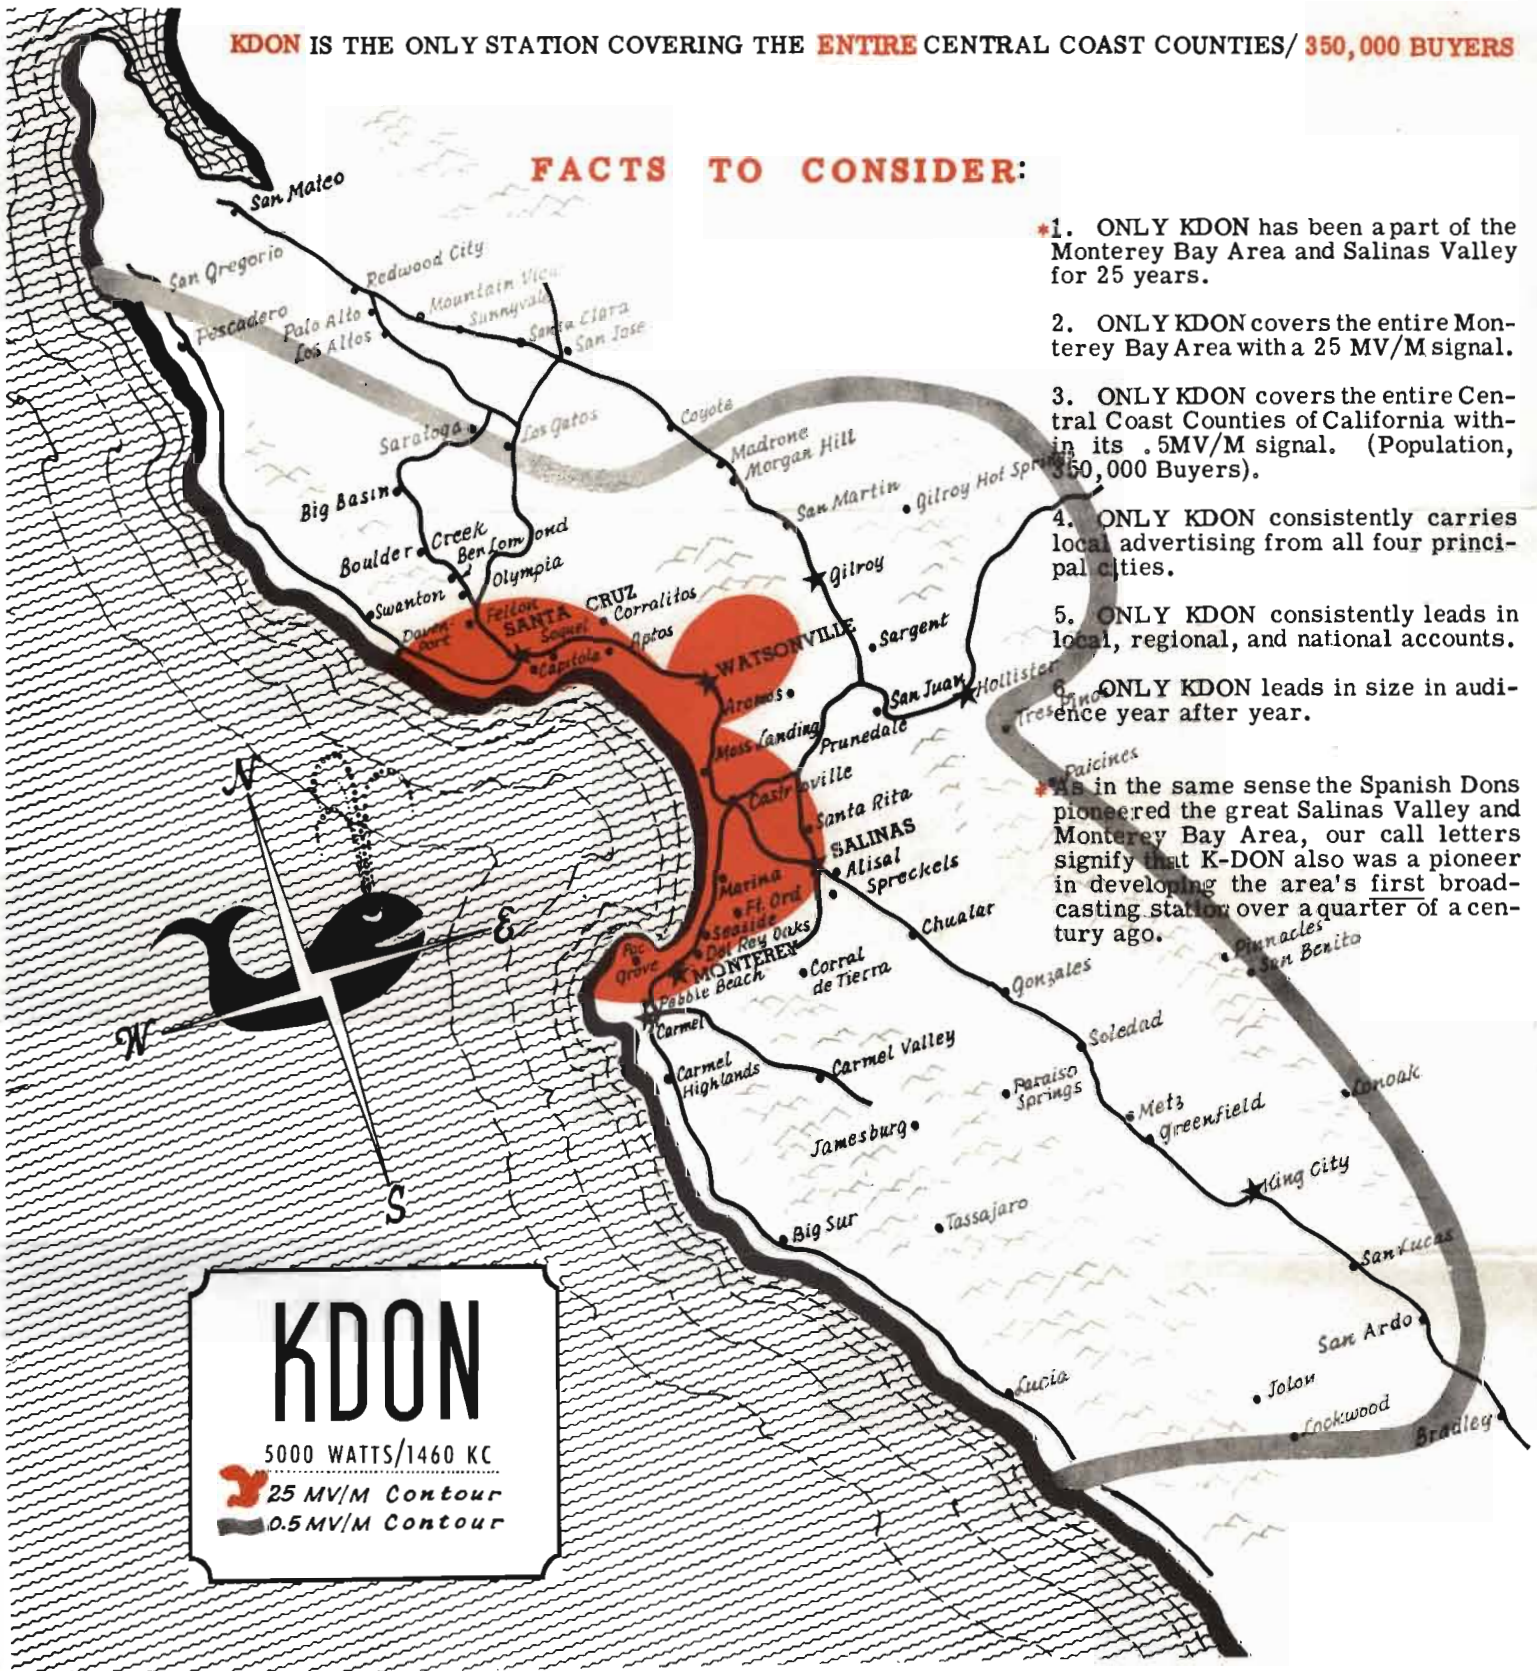 KDON IS THE ONLY STATION COVERING THE ENTIRE CENTRAL COAST COUNTIES/ 350,000 BUYERS
FACTS TO CONSIDER:
*1. ONLY KDON has been a part of the
Monterey Bay Area and Salinas Valley
for 25 years.
2. ONLY KDON covers the entire Mon-
terey Bay Area with a 25 MV/M signal.
3. ONLY KDON covers the entire Cen-
tral Coast Counties of California with-
in its .5MV/M signal. (Population,
350,000 Buyers).
4. ONLY KDON consistently carries
local advertising from all four princi-
pal cities.
5. ONLY KDON consistently leads in
local, regional, and national accounts.
6. ONLY KDON leads in size in audi-
ence year after year.
*As in the same sense the Spanish Dons
pioneered the great Salinas Valley and
Monterey Bay Area, our call letters
signify that K-DON also was a pioneer
in developing the area's first broad-
casting station over a quarter of a cen-
tury ago.
San Mateo
San Gregorio
Redwood City
Pescadero
Palo Alto
Los Altos
Mountain View
Sunnyvale
Santa Clara
San Jose
Saratoga
Los Gatos
Coyote
Madrone
Morgan Hill
San Martin
Gilroy Hot Springs
Big Basin
Boulder Creek
Ben Lomond
Olympia
Swanton
Gilroy
Felton
SANTA CRUZ
Corralitos
Daven-
port
Soquel
Capitola
Aptos
WATSONVILLE
Sargent
Aromos
San Juan
Hollister
Tres Pinos
Moss Landing
Prunedale
Paicines
Castroville
Santa Rita
SALINAS
Alisal
Spreckels
Marina
Ft. Ord
Seaside
Del Rey Oaks
Pac
Grove
MONTEREY
Pebble Beach
Corral
de Tierra
Chualar
Pinnacles
San Benito
Gonzales
Carmel
Carmel
Highlands
Carmel Valley
Soledad
Paraiso
Springs
Metz
Greenfield
Lonoak
Jamesburg
King City
Big Sur
Tassajaro
San Lucas
San Ardo
Lucia
Jolon
Lockwood
Bradley
N
E
W
S
KDON
5000 WATTS/1460 KC
25 MV/M Contour
0.5 MV/M Contour